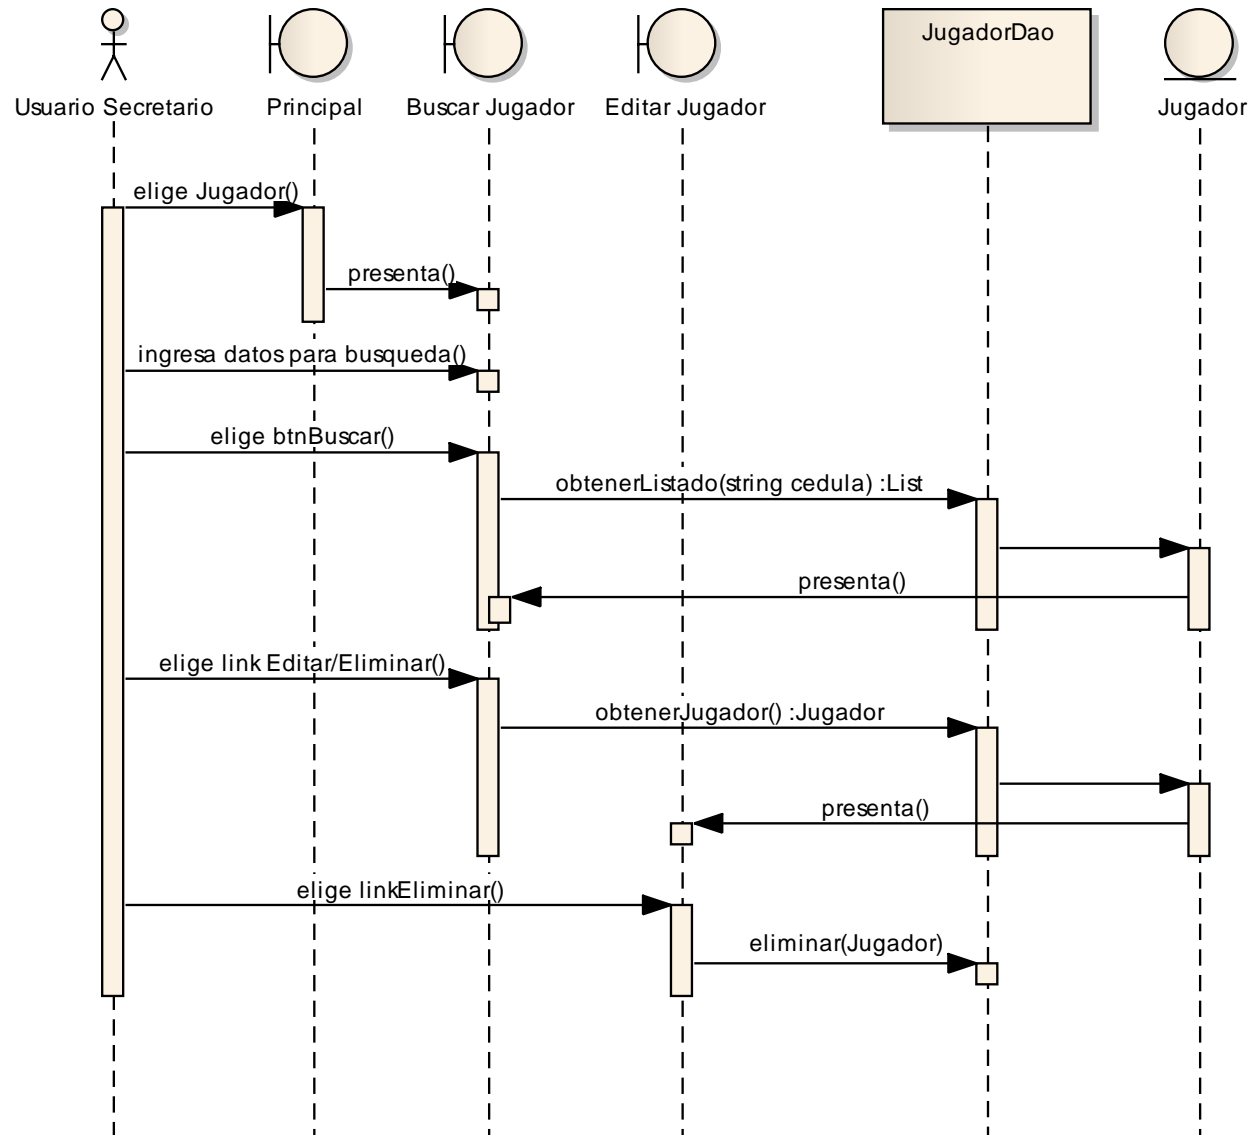 JugadorDao
Usuario Secretario
Principal
Buscar Jugador
Editar Jugador
Jugador
elige Jugador()
presenta()
ingresa datos para busqueda()
elige btnBuscar()
obtenerListado(string cedula) :List
presenta()
elige link Editar/Eliminar()
obtenerJugador() :Jugador
presenta()
elige linkEliminar()
eliminar(Jugador)